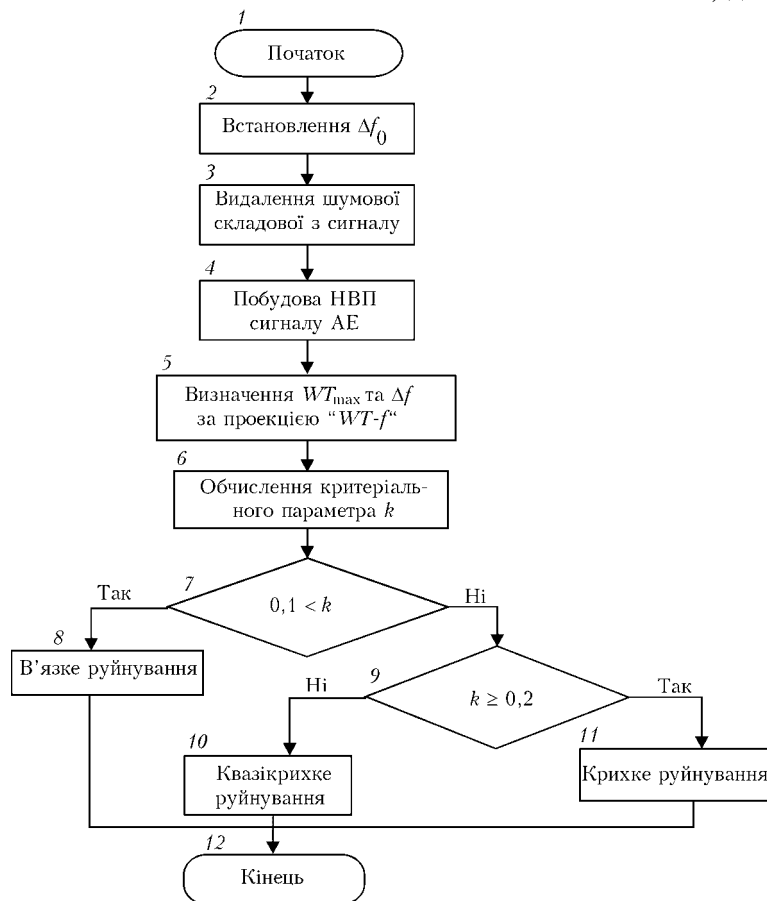 1
Початок
2
Встановлення Δf0
3
Видалення шумової
складової з сигналу
4
Побудова НВП
сигналу АЕ
5
Визначення WTmax та Δf
за проекцією “WT-f“
6
Обчислення критеріаль-
ного параметра k
7
Так
0,1 < k
Ні
8
В’язке руйнування
9
Ні
k ≥ 0,2
Так
10
Квазікрихке
руйнування
11
Крихке руйнування
12
Кінець